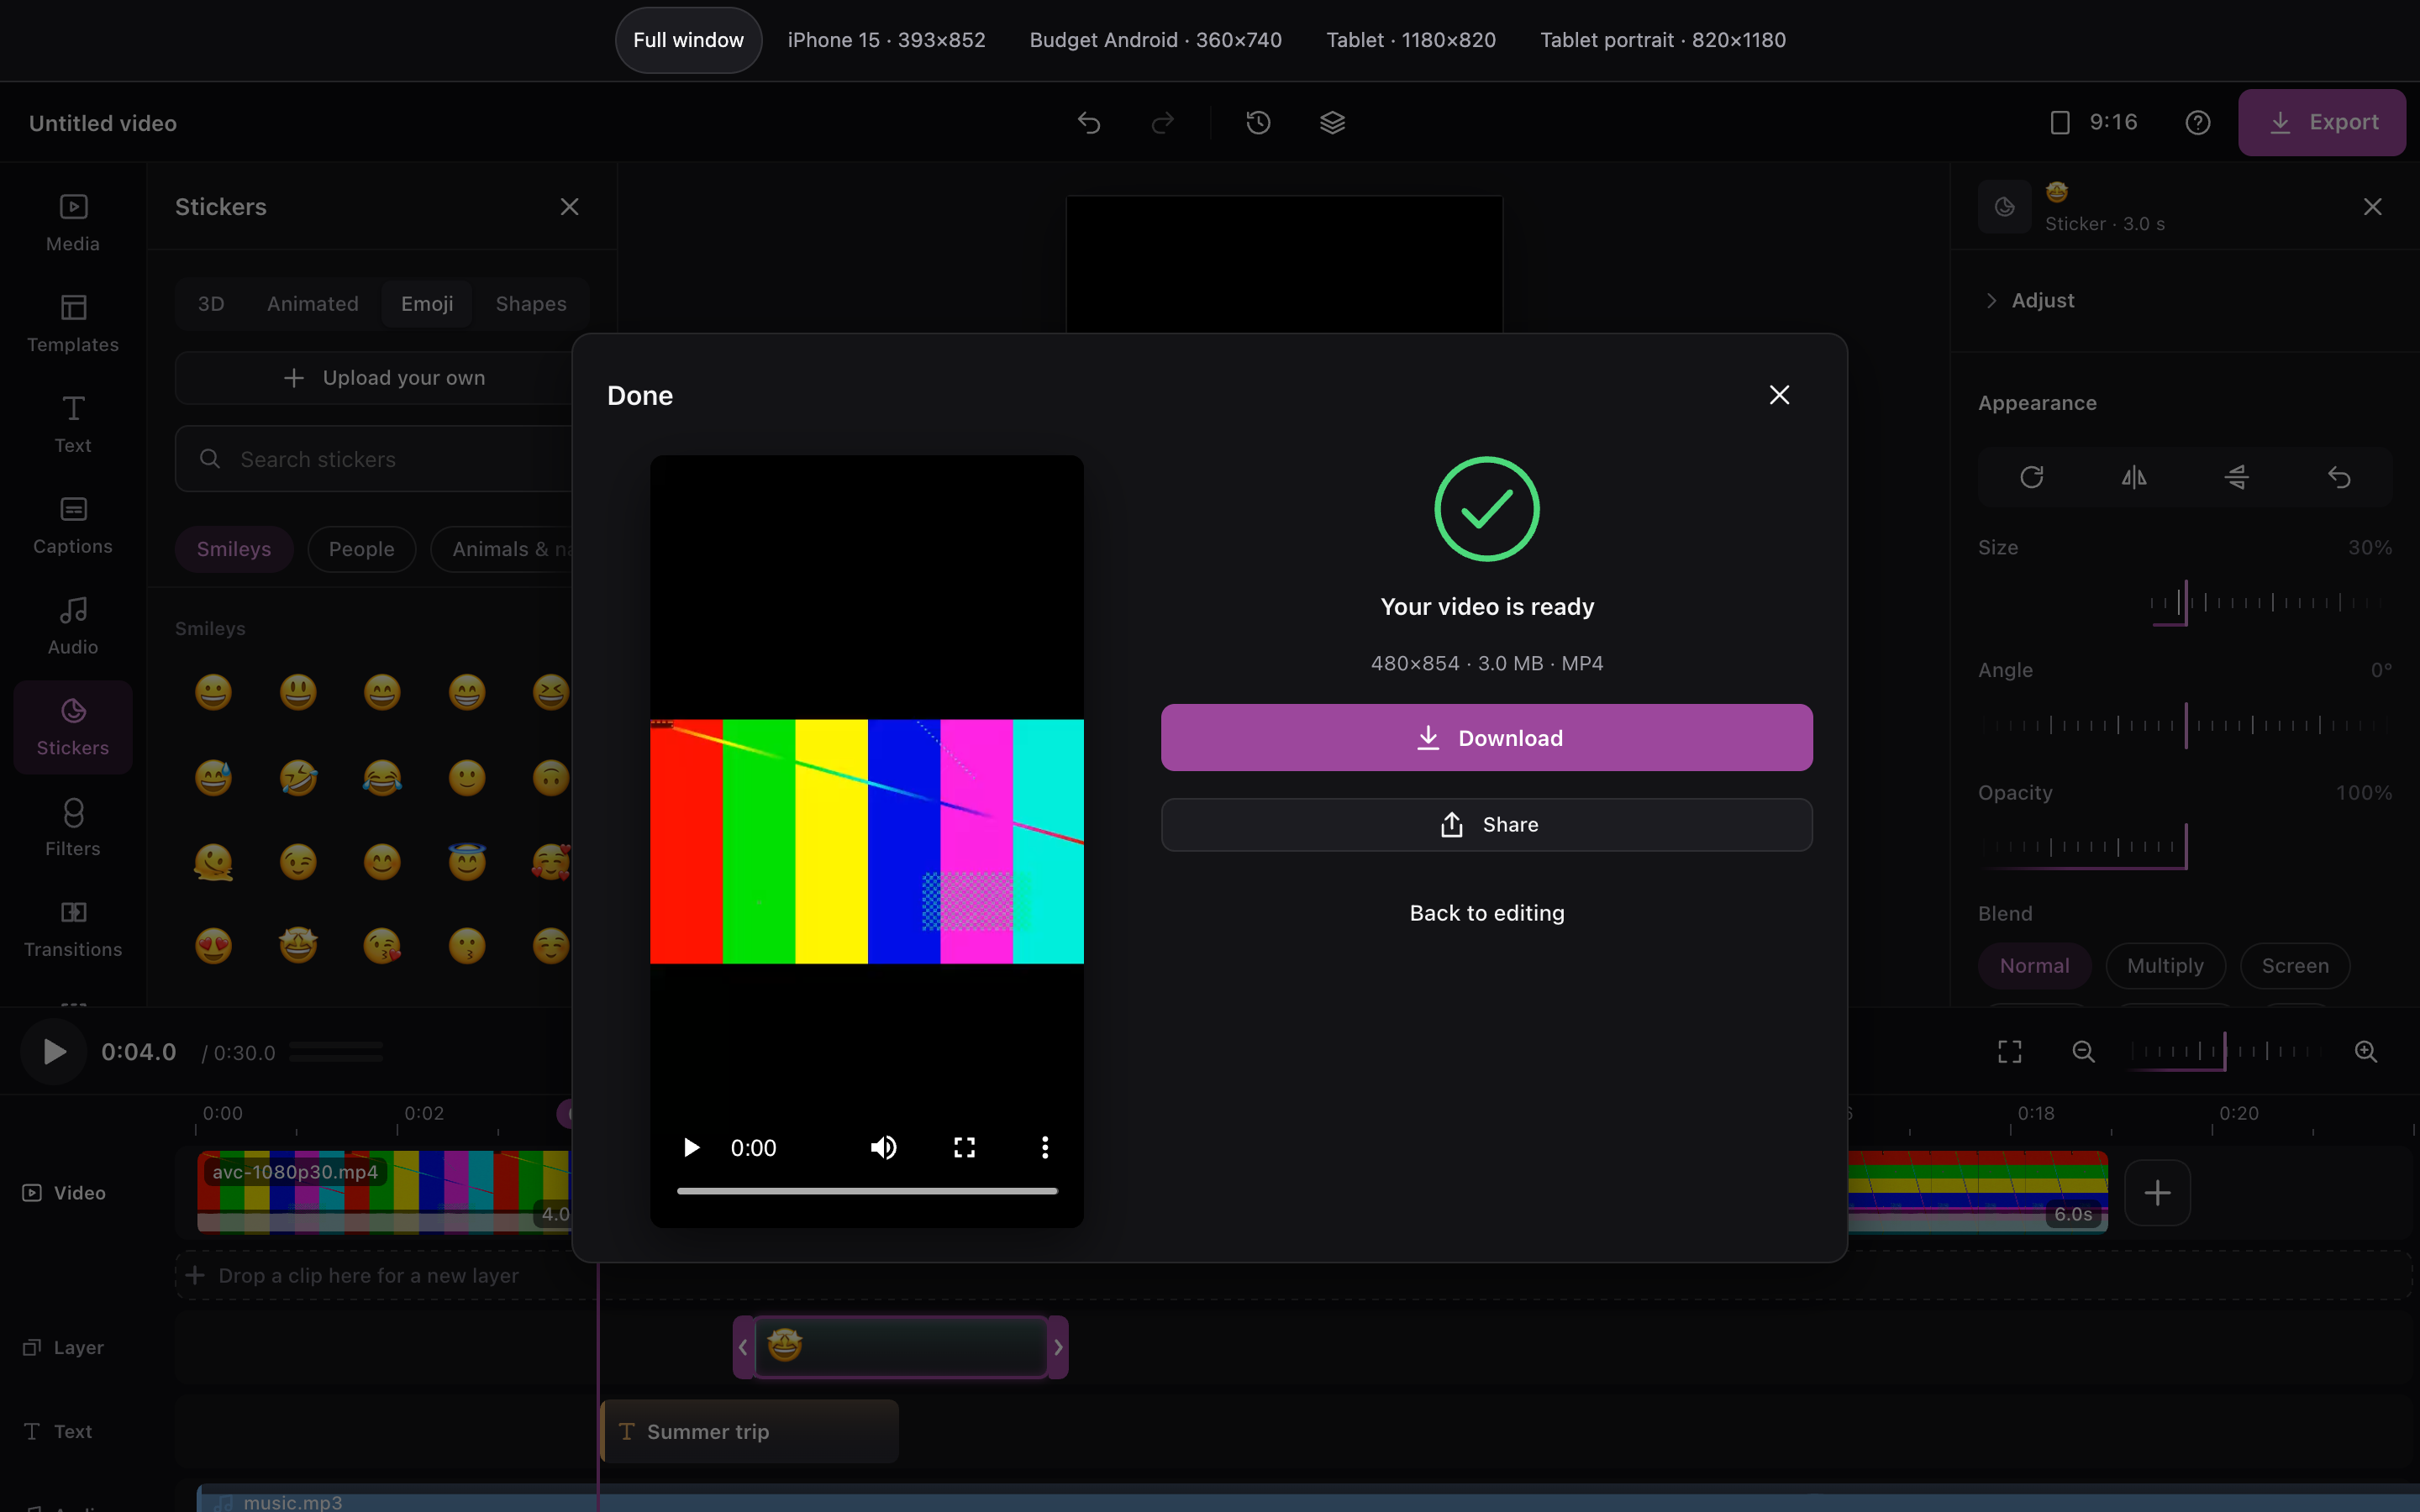 Full window iPhone 15 · 393×852 Budget Android · 360×740 Tablet · 1180×820 Tablet portrait · 820×1180
Untitled video 9:16 Export
Media
Templates
Text
Captions
Audio
Stickers
Filters
Transitions
Stickers
3D Animated Emoji Shapes
Upload your own
Search stickers
Smileys People Animals &
Smileys
Done
Your video is ready
480×854 · 3.0 MB · MP4
Download
Share
Back to editing
0:00
Sticker · 3.0 s
Adjust
Appearance
Size 30%
Angle 0°
Opacity 100%
Blend
Normal Multiply Screen
0:04.0 / 0:30.0
0:00 0:02 0:18 0:20
Video avc-1080p30.mp4
4.0 6.0s
Drop a clip here for a new layer
Layer
Text Summer trip
music.mp3